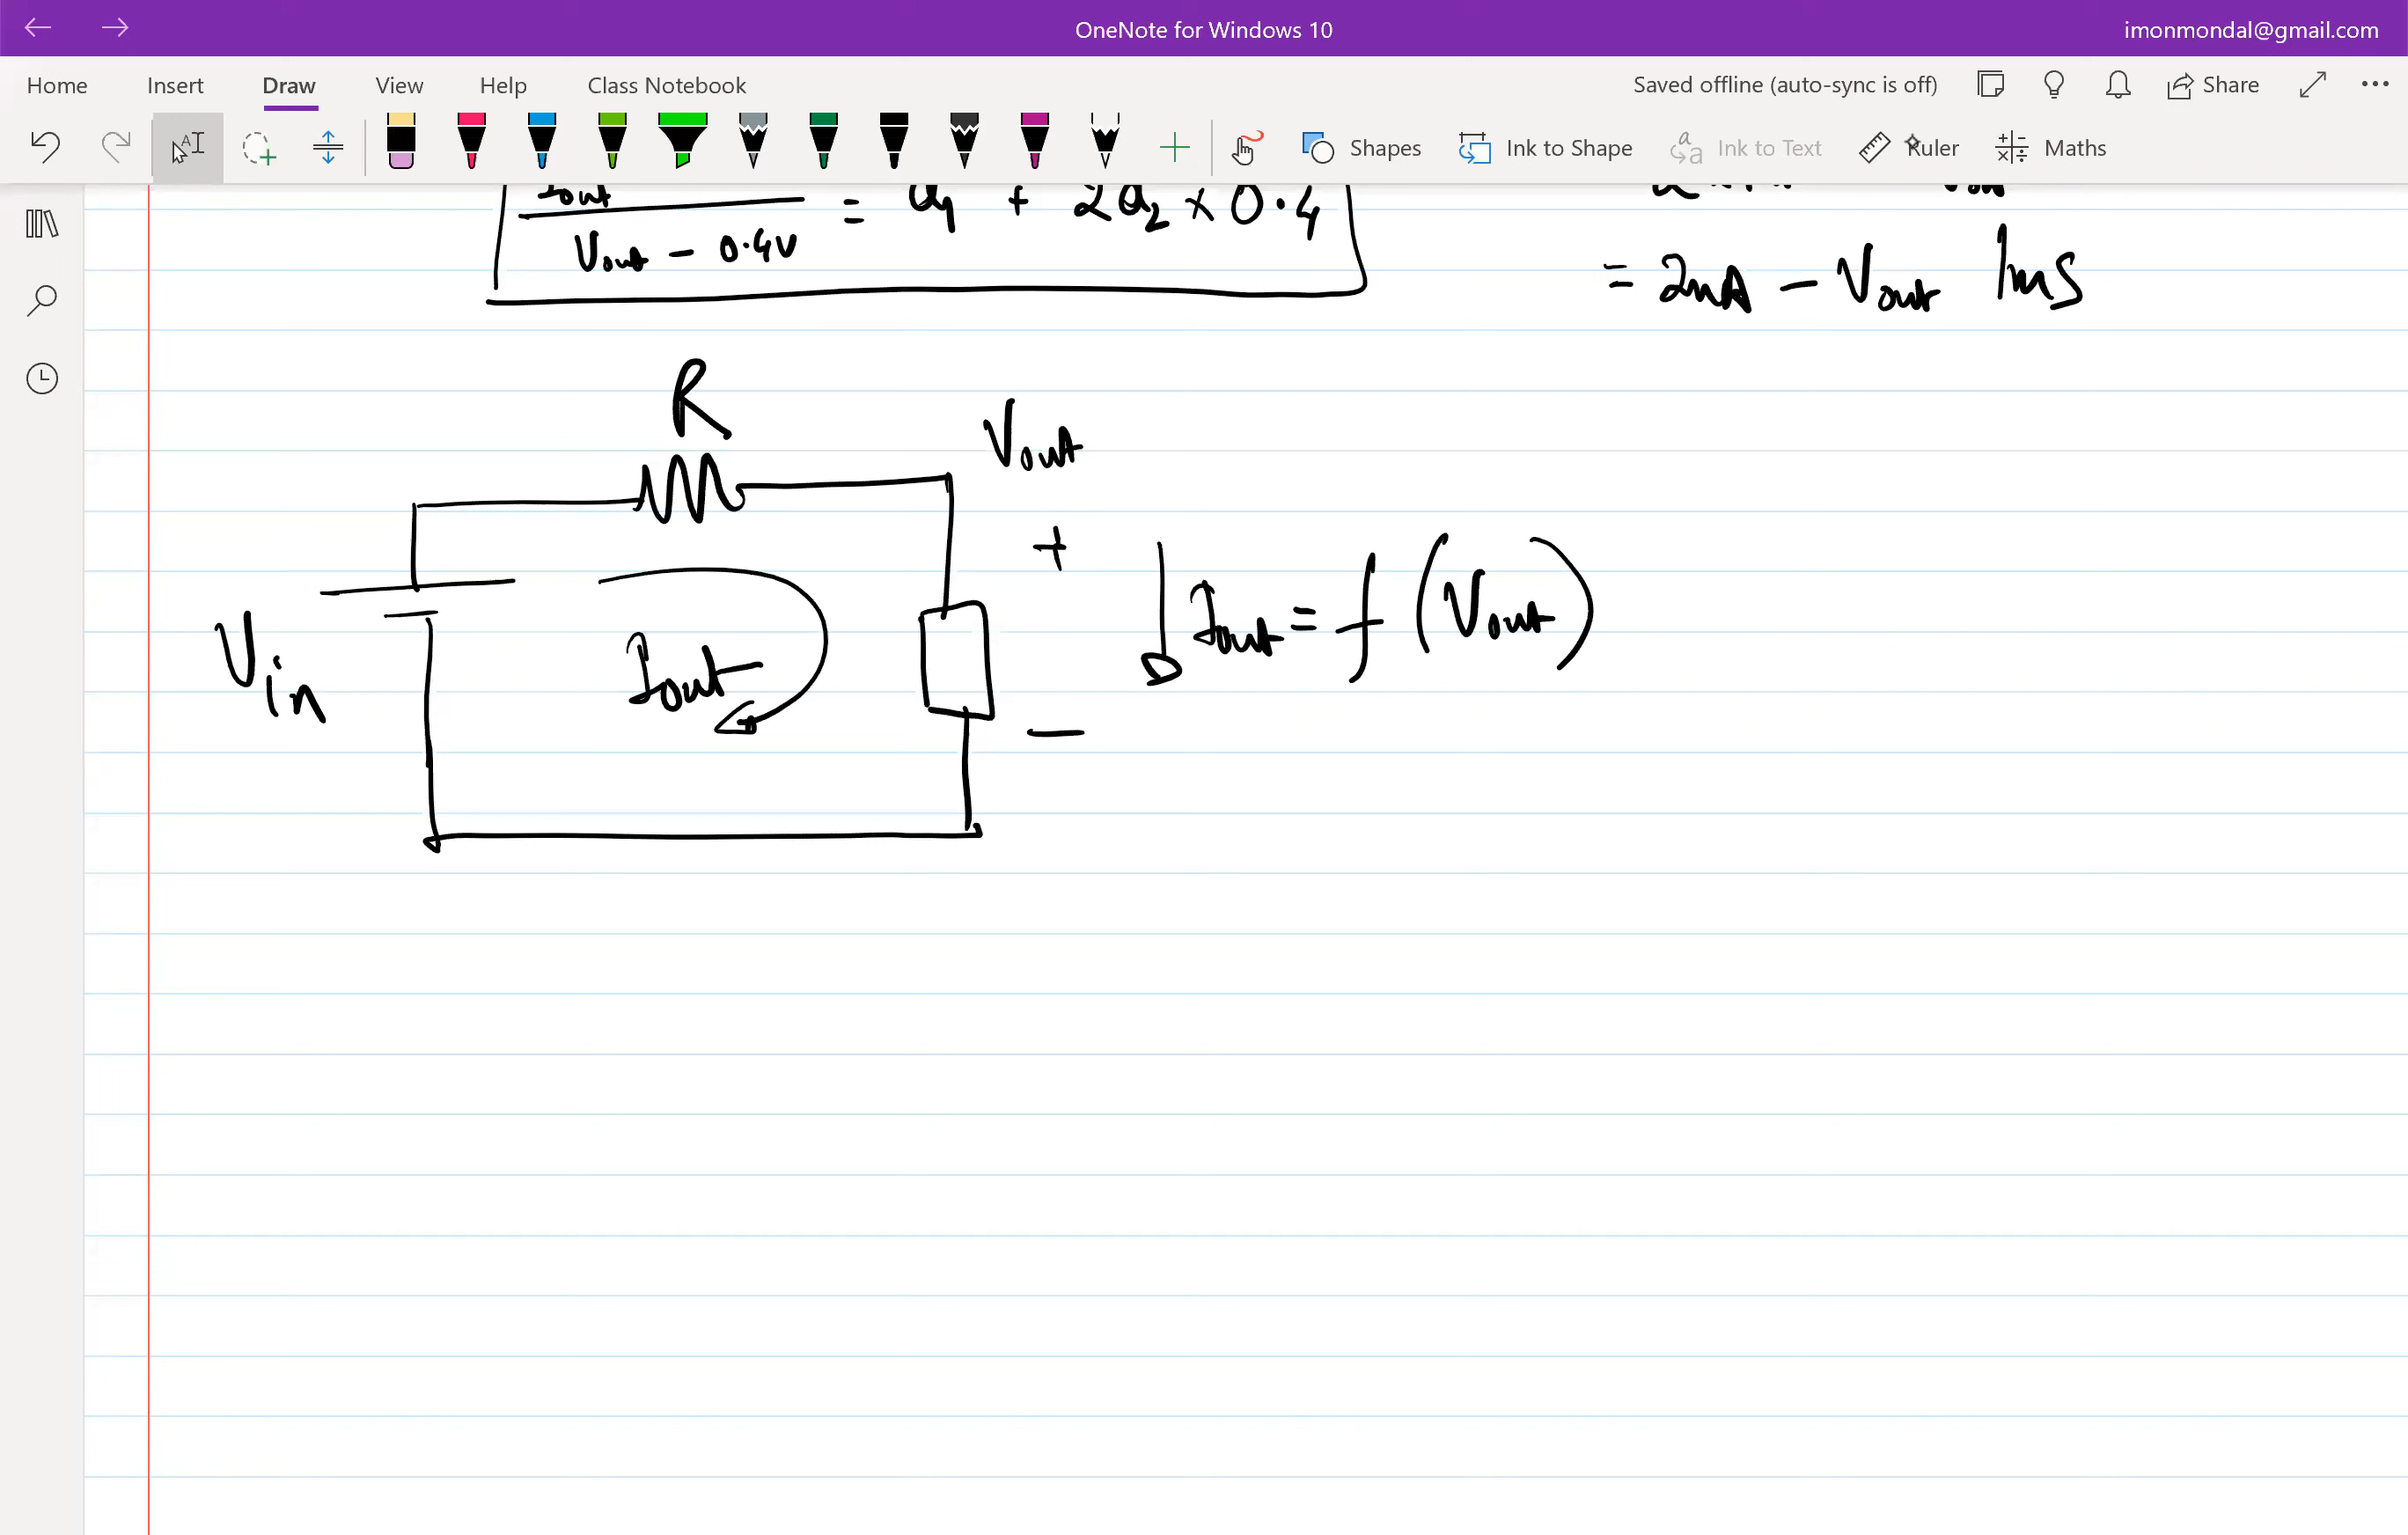 OneNote for Windows 10
imonmondal@gmail.com
Home Insert Draw View Help Class Notebook
Saved offline (auto-sync is off) Share
Shapes Ink to Shape Ink to Text Ruler Maths
Iout / (Vout - 0.4V) = a1 + 2a2 × 0.4
= 2mA - Vout 1mS
R
Vout
+
Vin
Iout
Iout = f (Vout)
-